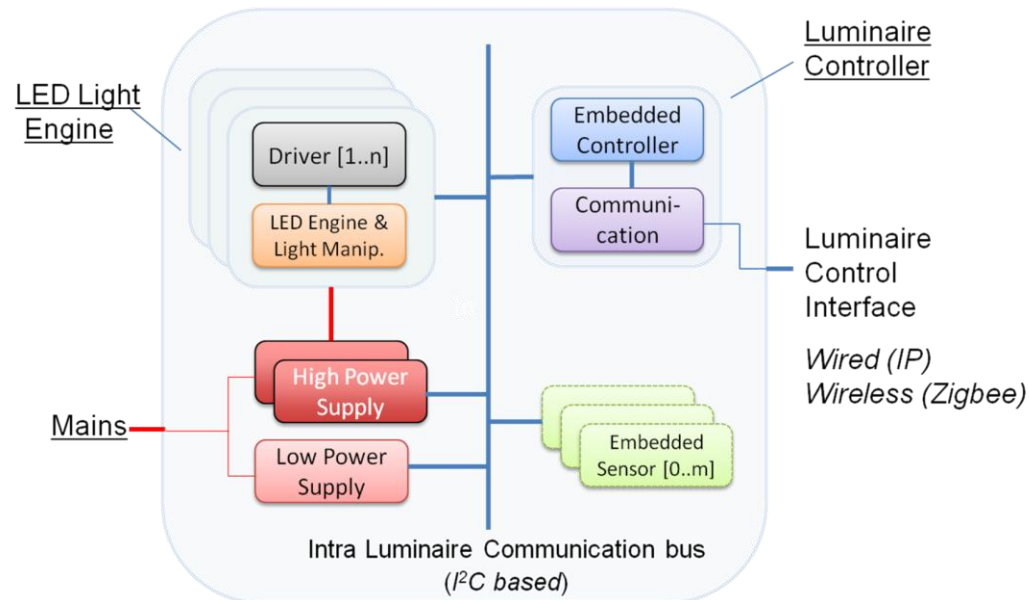 LED Light
Engine
Driver [1..n]
LED Engine &
Light Manip.
High Power
Supply
Mains
Low Power
Supply
Luminaire
Controller
Embedded
Controller
Communi-
cation
Luminaire
Control
Interface
Wired (IP)
Wireless (Zigbee)
Embedded
Sensor [0..m]
Intra Luminaire Communication bus
(I²C based)